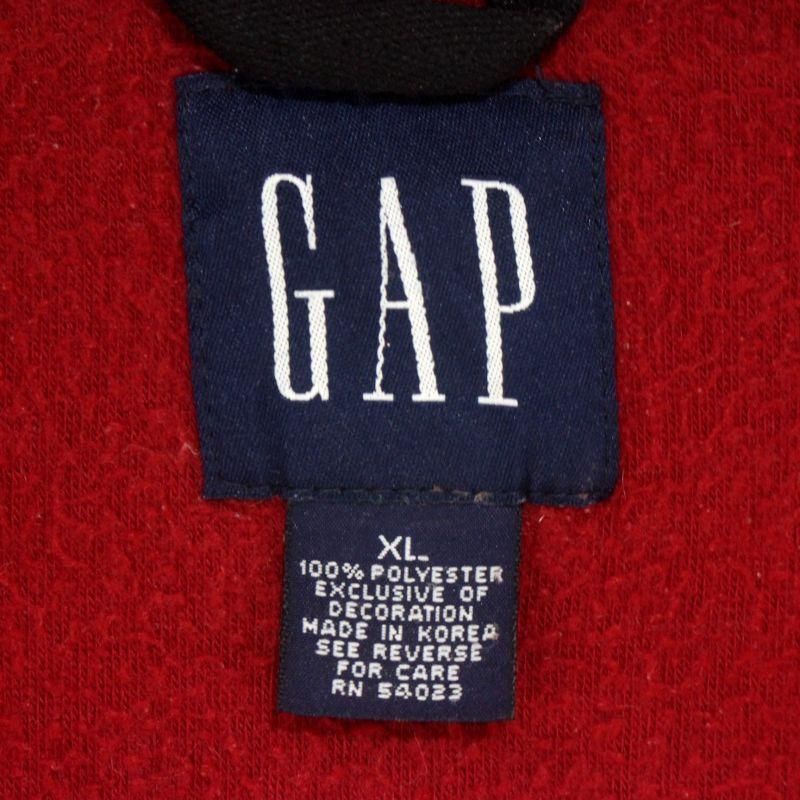 GAP
XL
100% POLYESTER
EXCLUSIVE OF
DECORATION
MADE IN KOREA
SEE REVERSE
FOR CARE
RN 54023